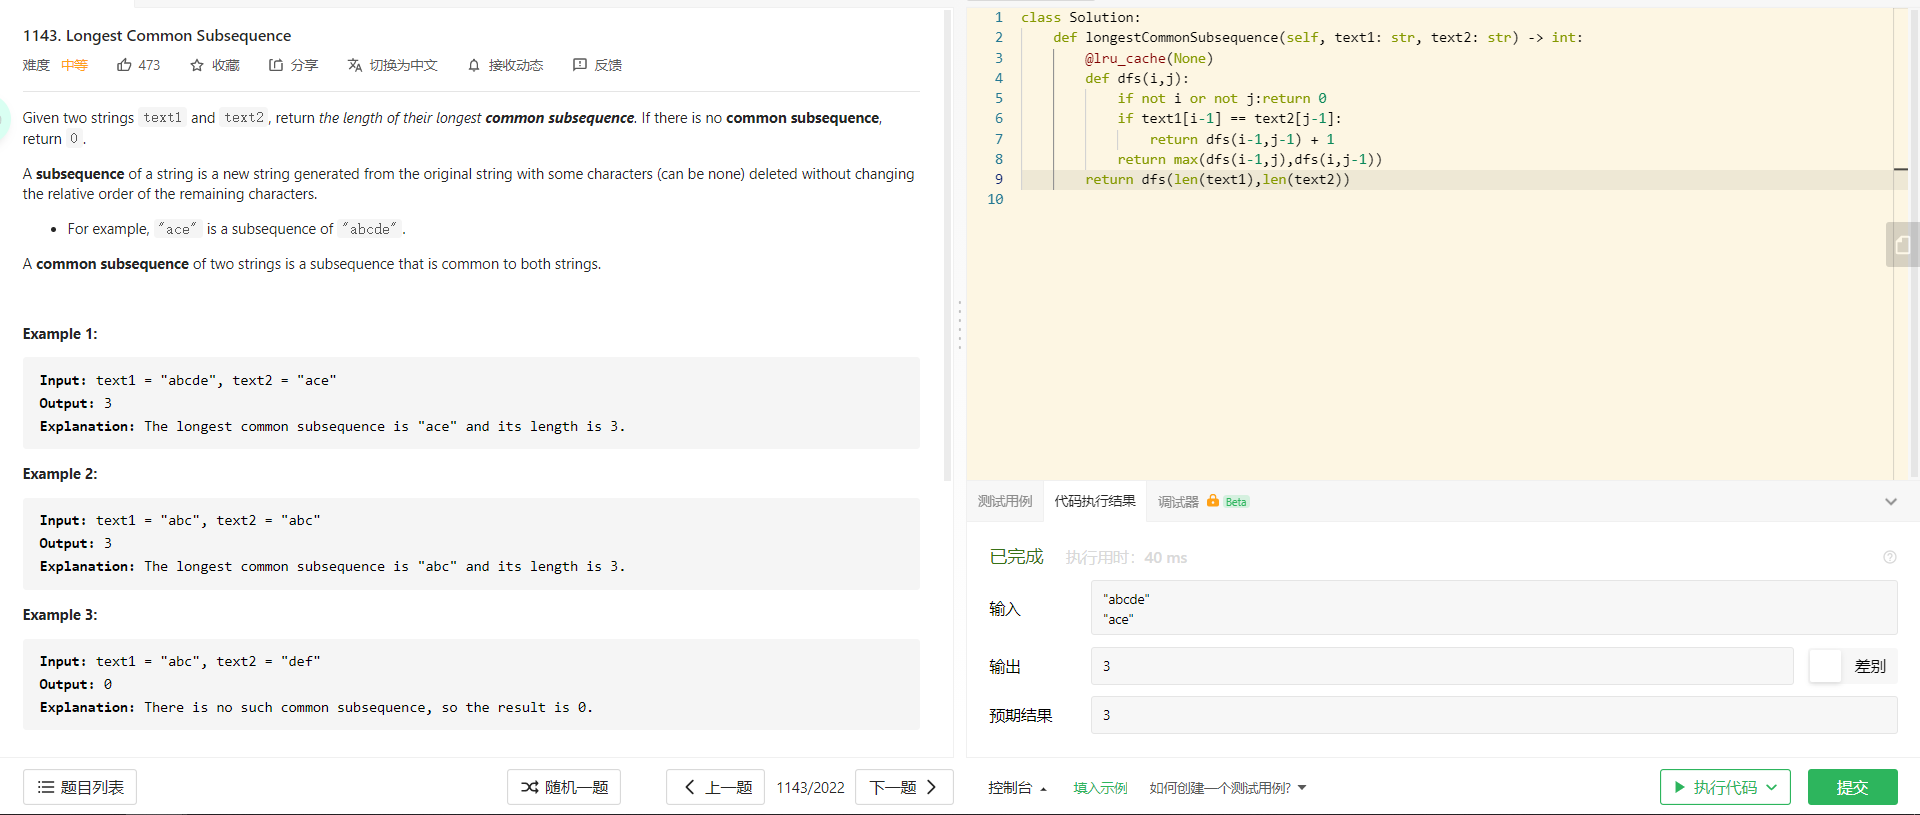 1143. Longest Common Subsequence
难度 中等 473 收藏 分享 切换为中文 接收动态 反馈
Given two strings text1 and text2, return the length of their longest common subsequence. If there is no common subsequence,
return 0.
A subsequence of a string is a new string generated from the original string with some characters (can be none) deleted without changing
the relative order of the remaining characters.
• For example, "ace" is a subsequence of "abcde".
A common subsequence of two strings is a subsequence that is common to both strings.
Example 1:
Input: text1 = "abcde", text2 = "ace"
Output: 3
Explanation: The longest common subsequence is "ace" and its length is 3.
Example 2:
Input: text1 = "abc", text2 = "abc"
Output: 3
Explanation: The longest common subsequence is "abc" and its length is 3.
Example 3:
Input: text1 = "abc", text2 = "def"
Output: 0
Explanation: There is no such common subsequence, so the result is 0.
题目列表 随机一题 上一题 1143/2022 下一题
1 class Solution:
2     def longestCommonSubsequence(self, text1: str, text2: str) -> int:
3         @lru_cache(None)
4         def dfs(i,j):
5             if not i or not j:return 0
6             if text1[i-1] == text2[j-1]:
7                 return dfs(i-1,j-1) + 1
8             return max(dfs(i-1,j),dfs(i,j-1))
9         return dfs(len(text1),len(text2))
10
测试用例 代码执行结果 调试器 Beta
已完成 执行用时: 40 ms
输入
"abcde"
"ace"
输出 3 差别
预期结果 3
控制台 填入示例 如何创建一个测试用例? 执行代码 提交